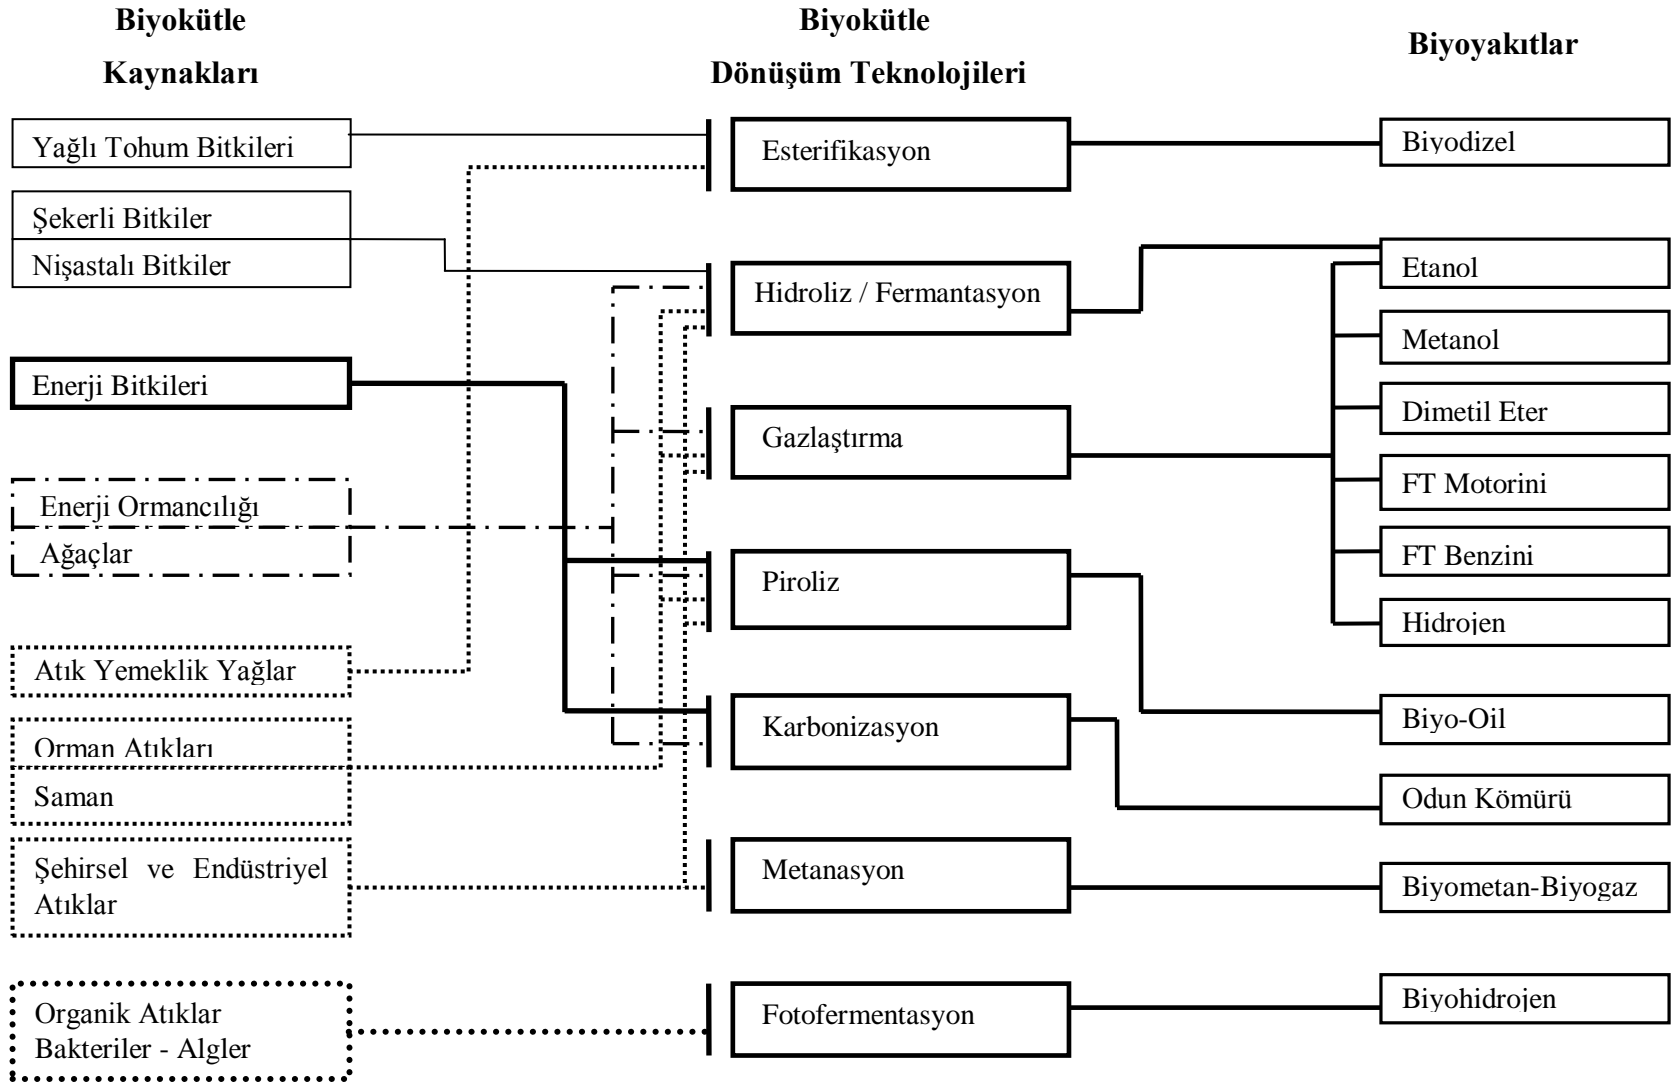 Biyokütle
Kaynakları
Biyokütle
Dönüşüm Teknolojileri
Biyoyakıtlar
Yağlı Tohum Bitkileri
Şekerli Bitkiler
Nişastalı Bitkiler
Enerji Bitkileri
Enerji Ormancılığı
Ağaçlar
Atık Yemeklik Yağlar
Orman Atıkları
Saman
Şehirsel ve Endüstriyel
Atıklar
Organik Atıklar
Bakteriler - Algler
Esterifikasyon
Hidroliz / Fermantasyon
Gazlaştırma
Piroliz
Karbonizasyon
Metanasyon
Fotofermentasyon
Biyodizel
Etanol
Metanol
Dimetil Eter
FT Motorini
FT Benzini
Hidrojen
Biyo-Oil
Odun Kömürü
Biyometan-Biyogaz
Biyohidrojen